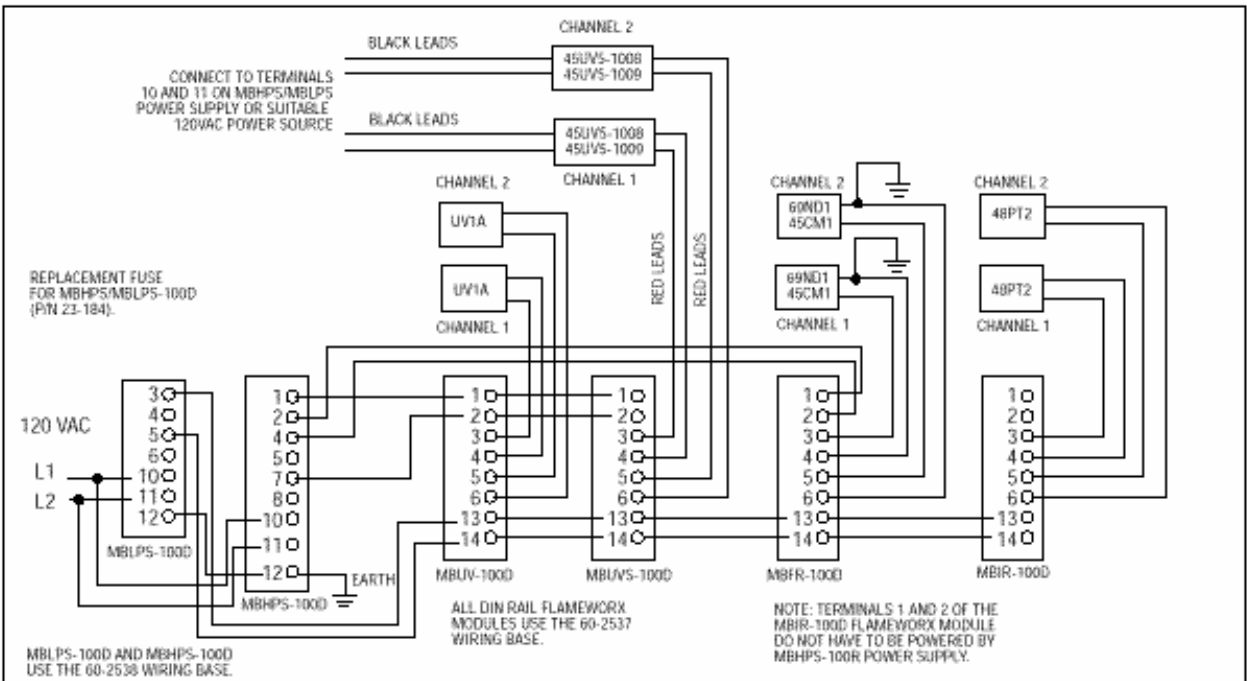 CHANNEL 2
BLACK LEADS
45UVS-1008
45UVS-1009
CONNECT TO TERMINALS
10 AND 11 ON MBHPS/MBLPS
POWER SUPPLY OR SUITABLE
120VAC POWER SOURCE
BLACK LEADS
45UVS-1008
45UVS-1009
CHANNEL 1
CHANNEL 2
UV1A
UV1A
CHANNEL 1
RED LEADS
RED LEADS
CHANNEL 2
60ND1
45CM1
69ND1
45CM1
CHANNEL 1
CHANNEL 2
48PT2
48PT2
CHANNEL 1
REPLACEMENT FUSE
FOR MBHPS/MBLPS-100D
(P/N 23-184).
120 VAC
L1
L2
3
4
5
6
10
11
12
MBLPS-100D
1
2
4
5
7
8
10
11
12
EARTH
MBHPS-100D
1
2
3
4
5
6
13
14
MBUV-100D
1
2
3
4
5
6
13
14
MBUVS-100D
1
2
3
4
5
6
13
14
MBFR-100D
1
2
3
4
5
6
13
14
MBIR-100D
MBLPS-100D AND MBHPS-100D
USE THE 60-2538 WIRING BASE.
ALL DIN RAIL FLAMEWORX
MODULES USE THE 60-2537
WIRING BASE.
NOTE: TERMINALS 1 AND 2 OF THE
MBIR-100D FLAMEWORX MODULE
DO NOT HAVE TO BE POWERED BY
MBHPS-100R POWER SUPPLY.